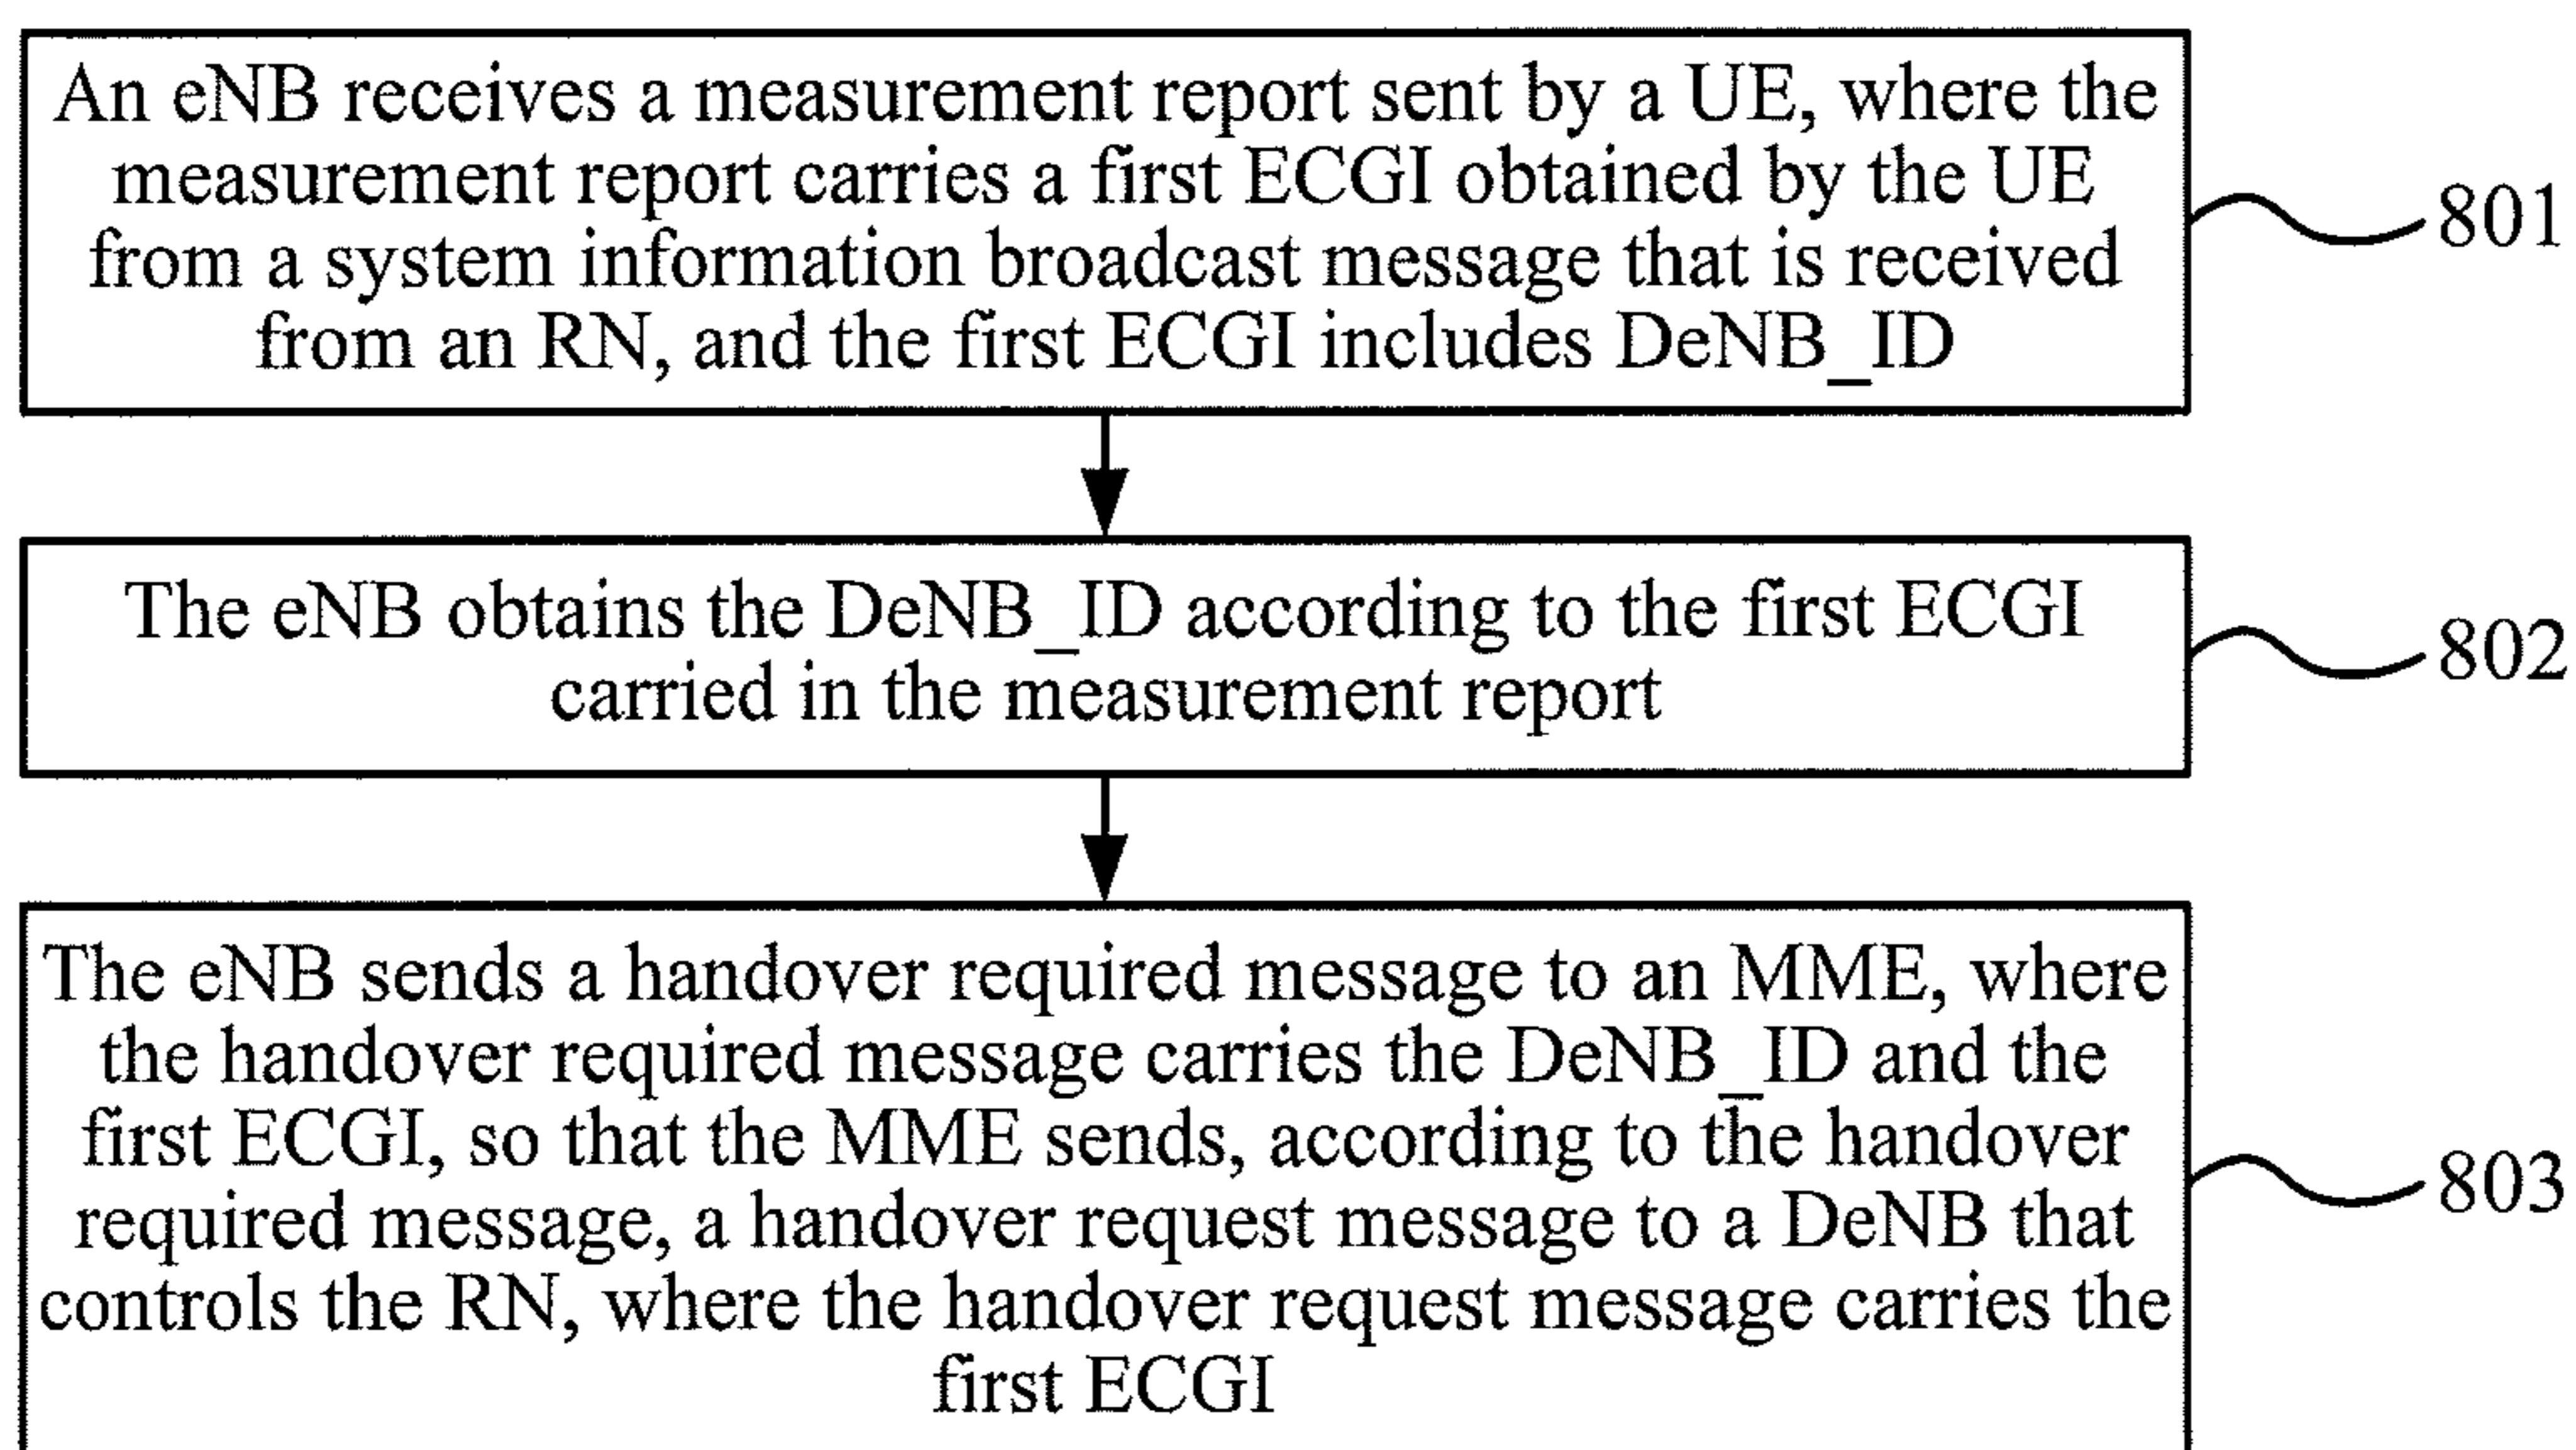 An eNB receives a measurement report sent by a UE, where the
measurement report carries a first ECGI obtained by the UE
from a system information broadcast message that is received
from an RN, and the first ECGI includes DeNB_ID
801
The eNB obtains the DeNB_ID according to the first ECGI
carried in the measurement report
802
The eNB sends a handover required message to an MME, where
the handover required message carries the DeNB_ID and the
first ECGI, so that the MME sends, according to the handover
required message, a handover request message to a DeNB that
controls the RN, where the handover request message carries the
first ECGI
803